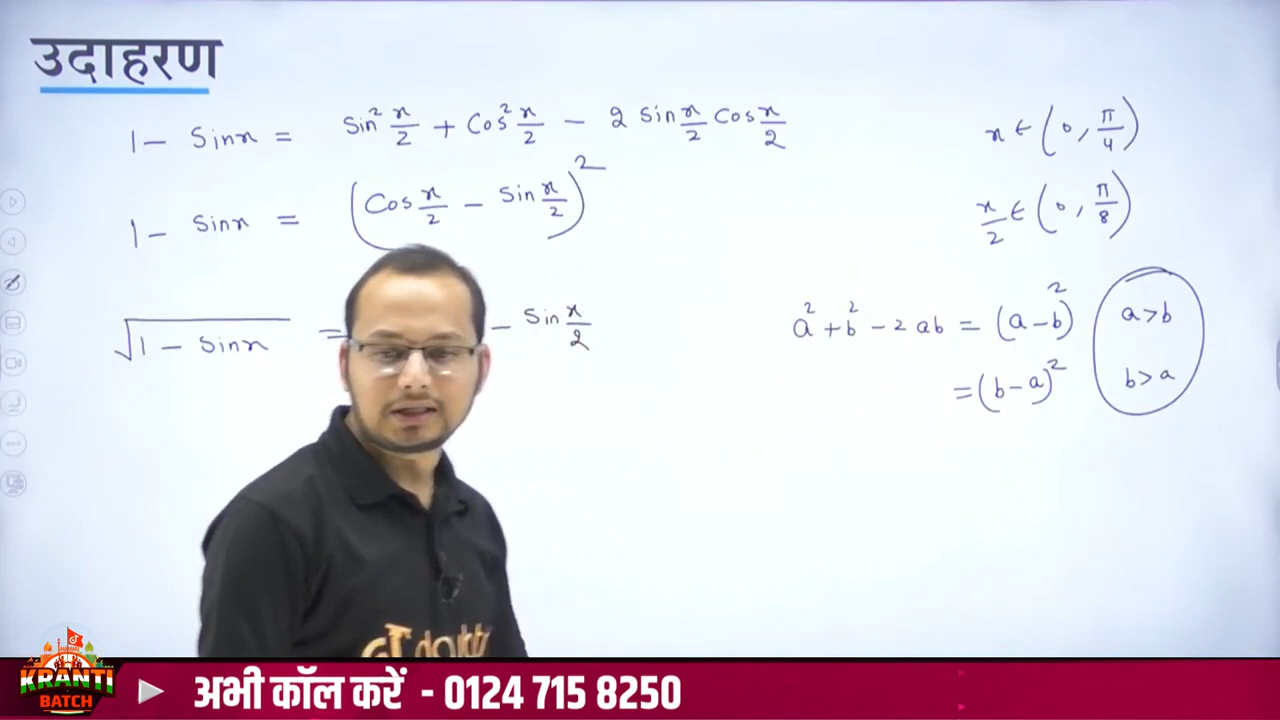 उदाहरण
1 - Sinx = Sin² x/2 + Cos² x/2 - 2 Sin x/2 Cos x/2
x ∈ (0, π/4)
1 - Sinx = (Cos x/2 - Sin x/2)²
x/2 ∈ (0, π/8)
√(1 - Sinx) = - Sin x/2
a² + b² - 2ab = (a-b)²
= (b-a)²
a>b
b>a
KRANTI
BATCH
अभी कॉल करें - 0124 715 8250